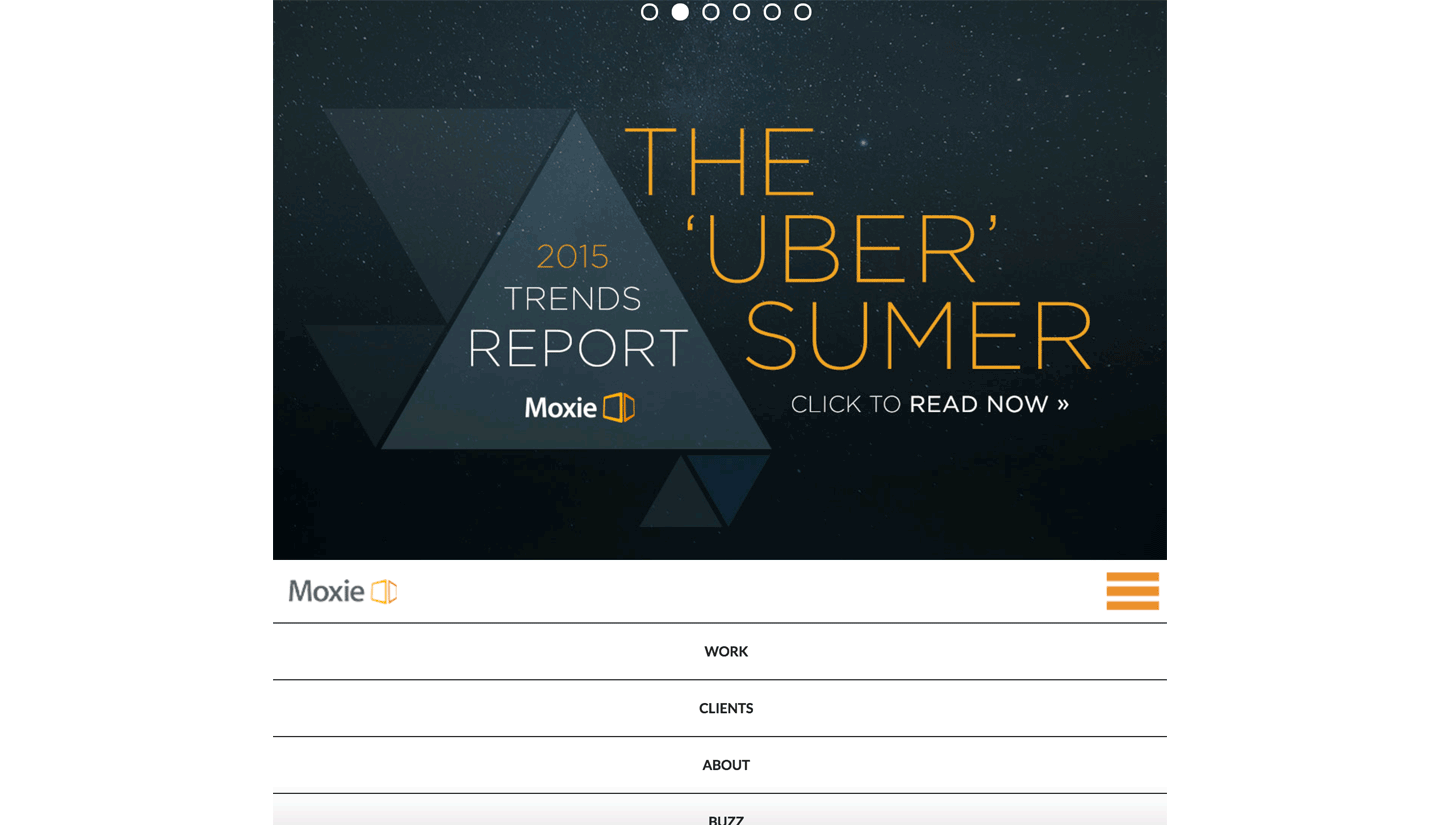 THE
‘UBER’
SUMER
2015
TRENDS
REPORT
Moxie
CLICK TO READ NOW »
Moxie
WORK
CLIENTS
ABOUT
BUZZ